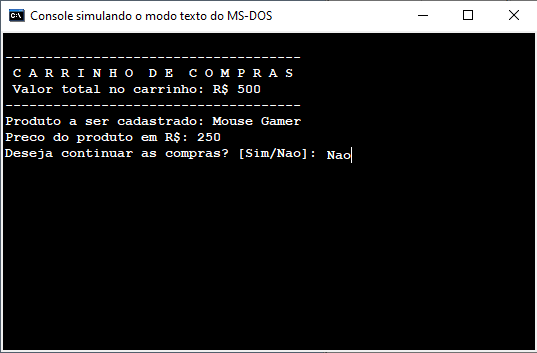 Console simulando o modo texto do MS-DOS
-------------------------------------
C A R R I N H O  D E  C O M P R A S
Valor total no carrinho: R$ 500
-------------------------------------
Produto a ser cadastrado: Mouse Gamer
Preco do produto em R$: 250
Deseja continuar as compras? [Sim/Nao]: Nao